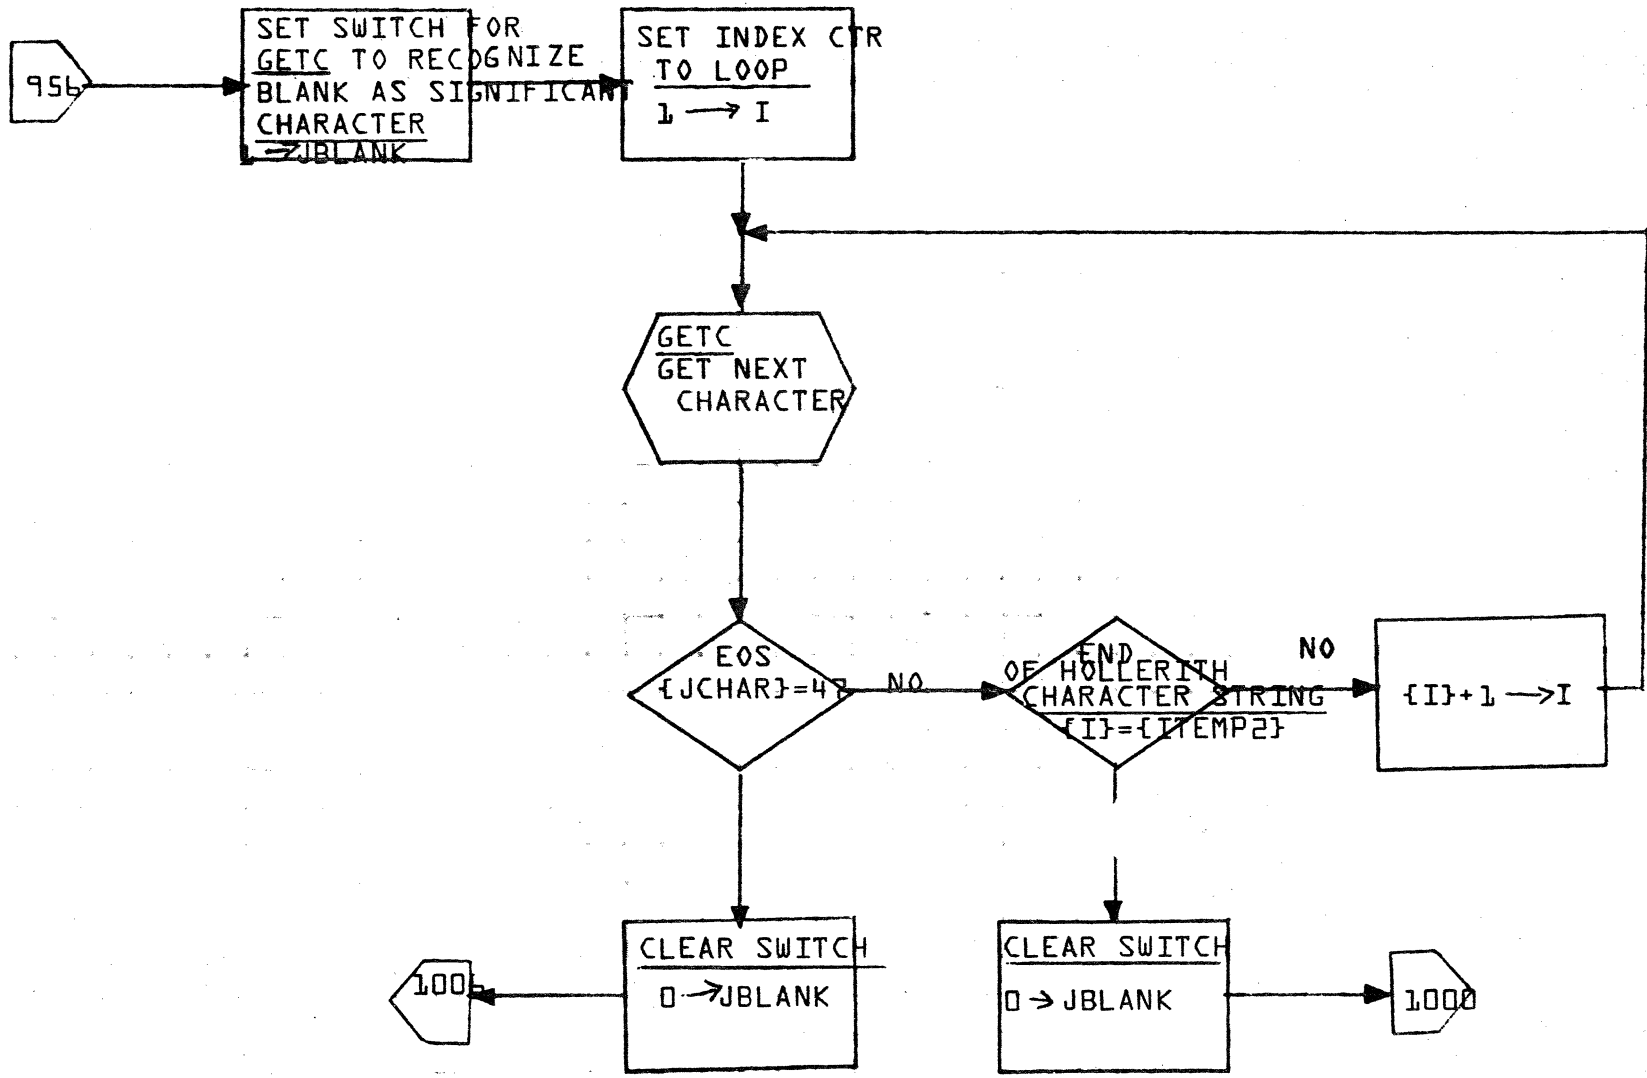 956
SET SWITCH FOR
GETC TO RECOGNIZE
BLANK AS SIGNIFICANT
CHARACTER
1 → JBLANK
SET INDEX CTR
TO LOOP
1 → I
GETC
GET NEXT
CHARACTER
EOS
{JCHAR}=42
NO
END
OF HOLLERITH
CHARACTER STRING
{I}={ITEMP2}
NO
{I}+1 → I
CLEAR SWITCH
0 → JBLANK
CLEAR SWITCH
0 → JBLANK
1000